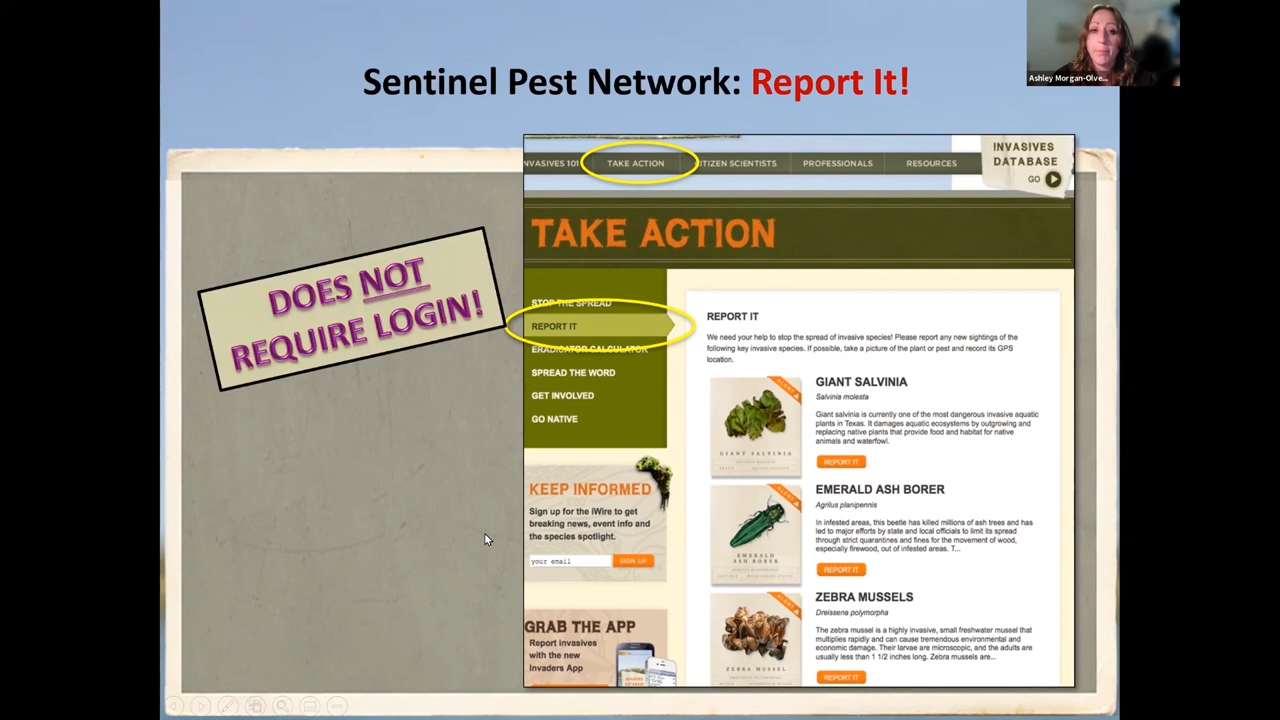 Ashley Morgan-Olve...
Sentinel Pest Network: Report It!
INVASIVES 101
TAKE ACTION
CITIZEN SCIENTISTS
PROFESSIONALS
RESOURCES
INVASIVES
DATABASE
GO
TAKE ACTION
DOES NOT
REQUIRE LOGIN!
STOP THE SPREAD
REPORT IT
ERADICATOR CALCULATOR
SPREAD THE WORD
GET INVOLVED
GO NATIVE
KEEP INFORMED
Sign up for the iWire to get
breaking news, event info and
the species spotlight.
your email
SIGN UP
GRAB THE APP
Report invasives
with the new
Invaders App
REPORT IT
We need your help to stop the spread of invasive species! Please report any new sightings of the
following key invasive species. If possible, take a picture of the plant or pest and record its GPS
location.
ALERT
GIANT SALVINIA
GIANT SALVINIA
Salvinia molesta
Giant salvinia is currently one of the most dangerous invasive aquatic
plants in Texas. It damages aquatic ecosystems by outgrowing and
replacing native plants that provide food and habitat for native
animals and waterfowl.
REPORT IT
ALERT
EMERALD
ASH BORER
EMERALD ASH BORER
Agrilus planipennis
In infested areas, this beetle has killed millions of ash trees and has
led to major efforts by state and local officials to limit its spread
through strict quarantines and fines for the movement of wood,
especially firewood, out of infested areas. T...
REPORT IT
ALERT
ZEBRA MUSSEL
ZEBRA MUSSELS
Dreissena polymorpha
The zebra mussel is a highly invasive, small freshwater mussel that
multiplies rapidly and can cause tremendous environmental and
economic damage. Their larvae are microscopic, and the adults are
usually less than 1 1/2 inches long. Zebra mussels are...
REPORT IT